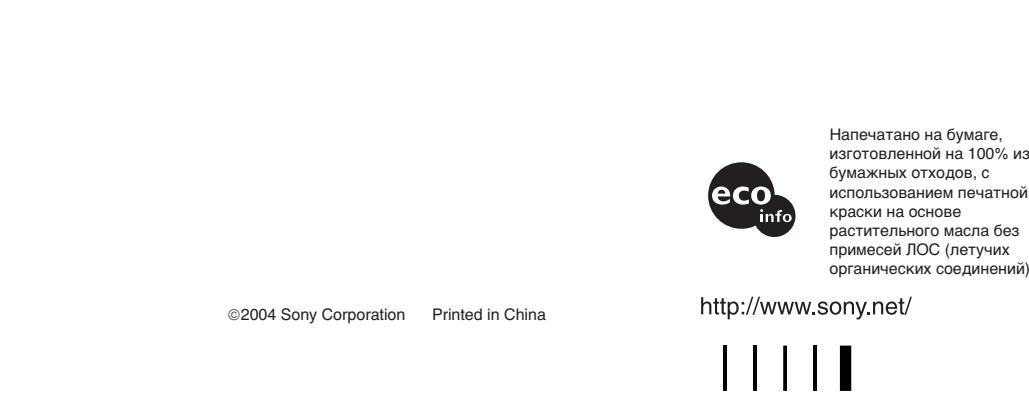 Напечатано на бумаге,
изготовленной на 100% из
бумажных отходов, с
использованием печатной
краски на основе
растительного масла без
примесей ЛОС (летучих
органических соединений)
eco
info
http://www.sony.net/
©2004 Sony Corporation Printed in China